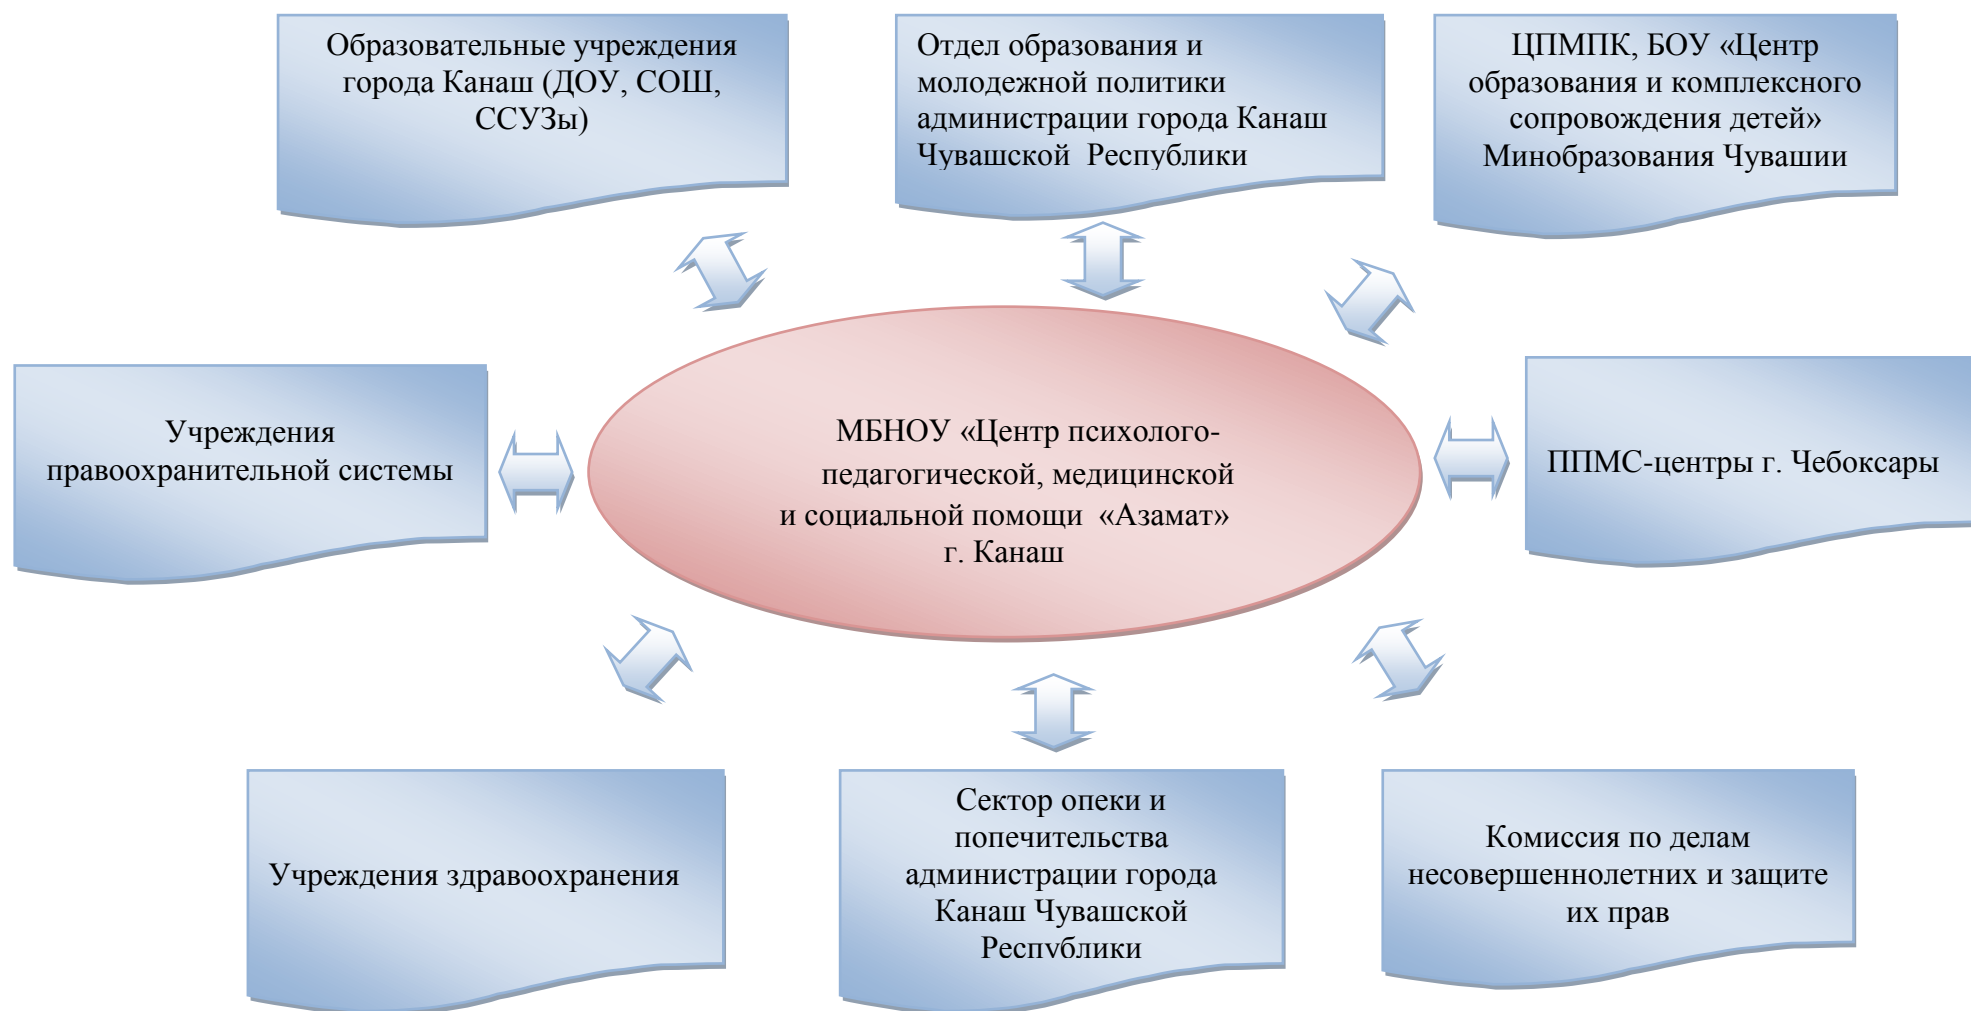 Образовательные учреждения
города Канаш (ДОУ, СОШ,
ССУЗы)
Отдел образования и
молодежной политики
администрации города Канаш
Чувашской Республики
ЦПМПК, БОУ «Центр
образования и комплексного
сопровождения детей»
Минобразования Чувашии
Учреждения
правоохранительной системы
МБНОУ «Центр психолого-
педагогической, медицинской
и социальной помощи «Азамат»
г. Канаш
ППМС-центры г. Чебоксары
Учреждения здравоохранения
Сектор опеки и
попечительства
администрации города
Канаш Чувашской
Республики
Комиссия по делам
несовершеннолетних и защите
их прав